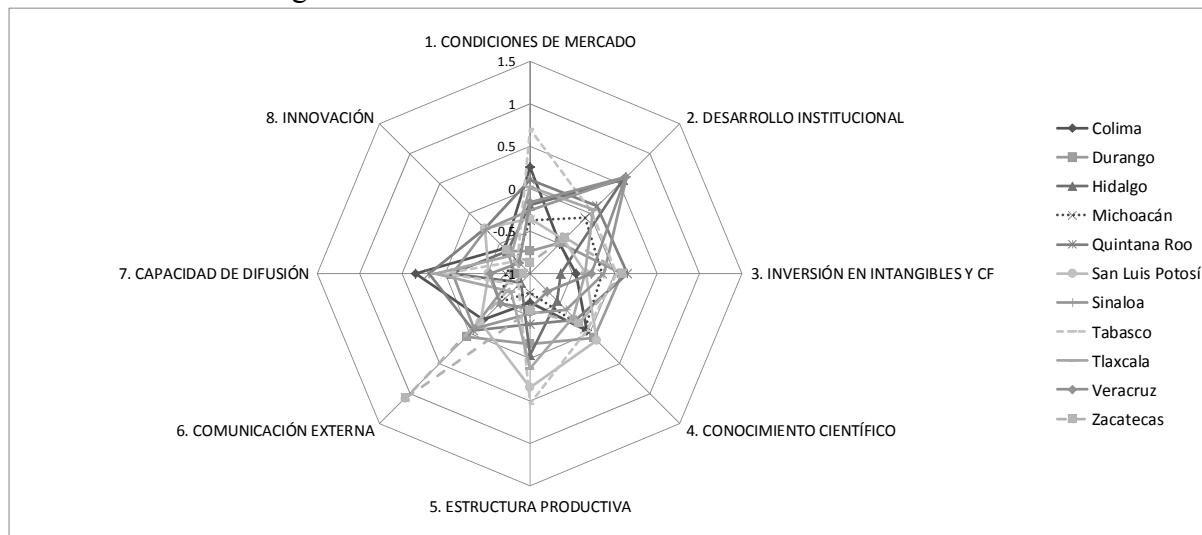 1. CONDICIONES DE MERCADO
1.5
1
0.5
0
-0.5
-1
2. DESARROLLO INSTITUCIONAL
3. INVERSIÓN EN INTANGIBLES Y CF
4. CONOCIMIENTO CIENTÍFICO
5. ESTRUCTURA PRODUCTIVA
6. COMUNICACIÓN EXTERNA
7. CAPACIDAD DE DIFUSIÓN
8. INNOVACIÓN
Colima
Durango
Hidalgo
Michoacán
Quintana Roo
San Luis Potosí
Sinaloa
Tabasco
Tlaxcala
Veracruz
Zacatecas